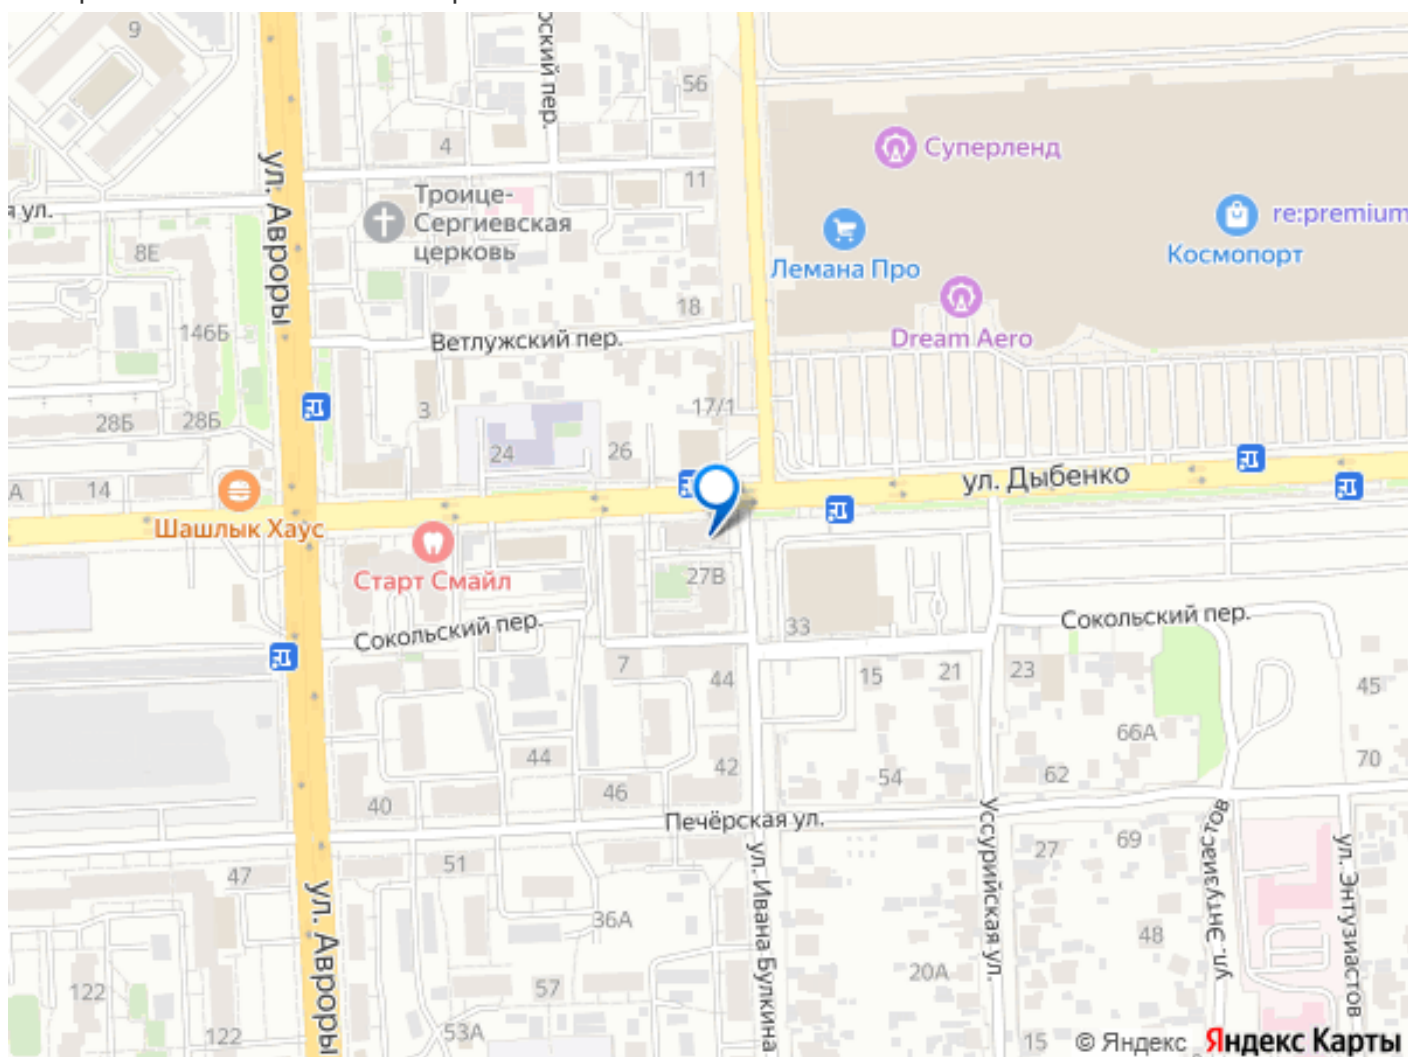 9
ул. Авроры
56
4
Суперленд
11
Троице-
Сергиевская
церковь
re:premium
Космопорт
Лемана Про
8Е
18
146Б
Ветлужский пер.
Dream Aero
3
17/1
28Б
28Б
24
26
14
ул. Дыбенко
Шашлык Хаус
Старт Смайл
27В
Сокольский пер.
33
Сокольский пер.
7
44
15
21
23
45
66А
44
42
54
62
70
40
46
Печёрская ул.
Уссурийская ул.
ул. Энтузиастов
ул. Энтузиастов
69
27
51
47
ул. Авроры
ул. Ивана Булкина
36А
48
20А
57
122
53А
122
15
© Яндекс Яндекс Карты